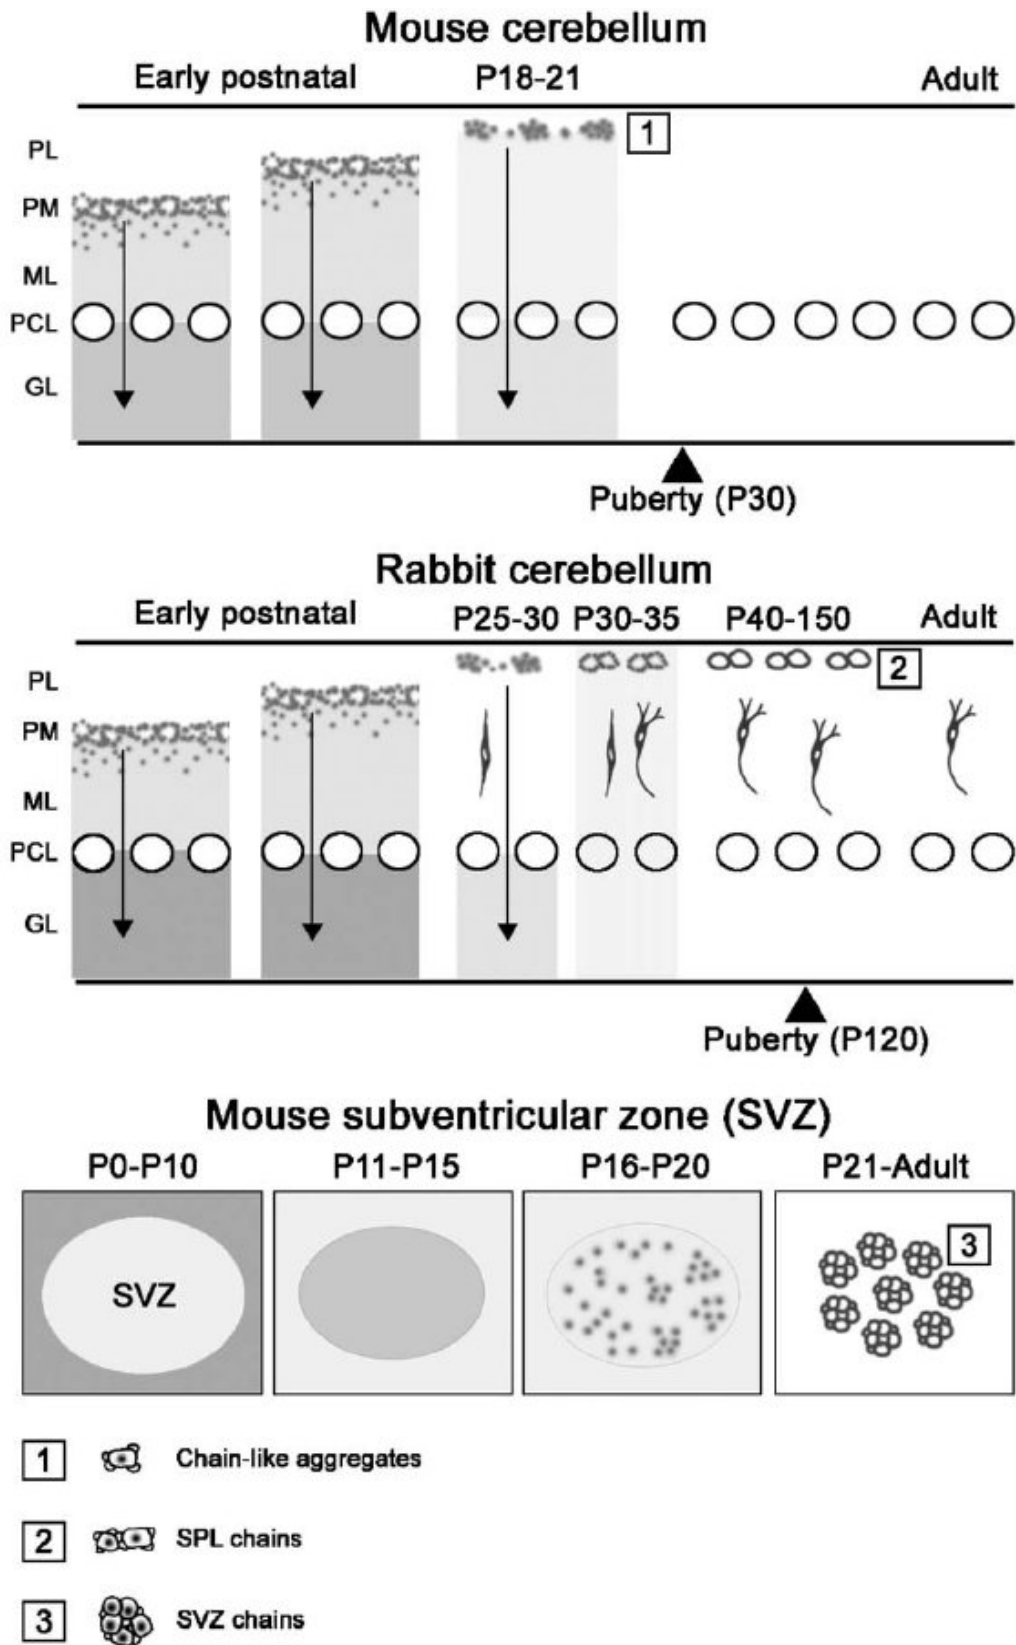 Mouse cerebellum
Early postnatal P18-21 Adult
1
PL
PM
ML
PCL
GL
Puberty (P30)
Rabbit cerebellum
Early postnatal P25-30 P30-35 P40-150 Adult
2
PL
PM
ML
PCL
GL
Puberty (P120)
Mouse subventricular zone (SVZ)
P0-P10 P11-P15 P16-P20 P21-Adult
3
SVZ
1 Chain-like aggregates
2 SPL chains
3 SVZ chains